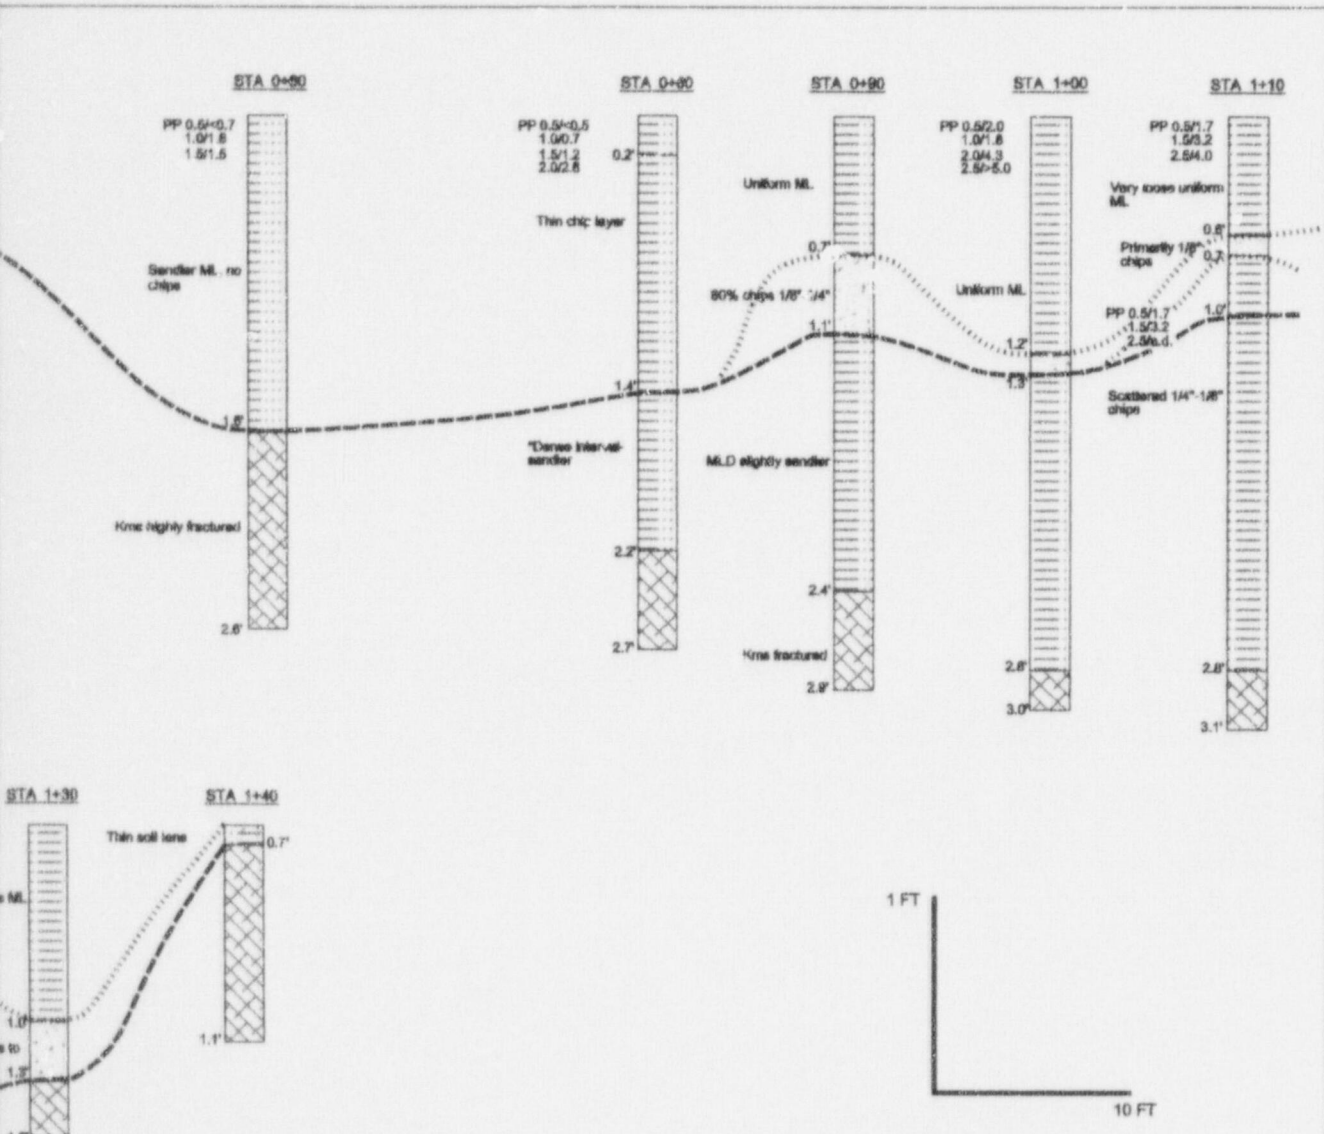 STA 0+80
STA 0+90
STA 1+00
STA 1+10
PP 0.5/<0.7
1.0/1.8
1.5/1.5
PP 0.5/<0.5
1.0/0.7
1.5/1.2
2.0/2.8
0.2'
PP 0.5/2.0
1.0/1.8
2.0/4.3
2.5/>5.0
PP 0.5/1.7
1.5/3.2
2.5/4.0
Uniform ML
Very loose uniform
ML
Thin chip layer
0.6'
0.7'
Primarily 1/8"
chips
0.7'
Sandier ML, no
chips
80% chips 1/8"
Uniform ML
PP 0.5/1.7
1.5/3.2
1.0'
1.1'
1.2'
1.3'
1.4'
Scattered 1/4"-1/8"
chips
"Dense interval-
sandier
MLD slightly sandier
Kms highly fractured
2.2'
2.4'
2.6'
2.7'
Kms fractured
2.9'
2.8'
3.0'
2.8'
3.1'
STA 1+30
STA 1+40
Thin soil lens
0.7'
ML
1.0'
to
1.3'
1.1'
1 FT
10 FT